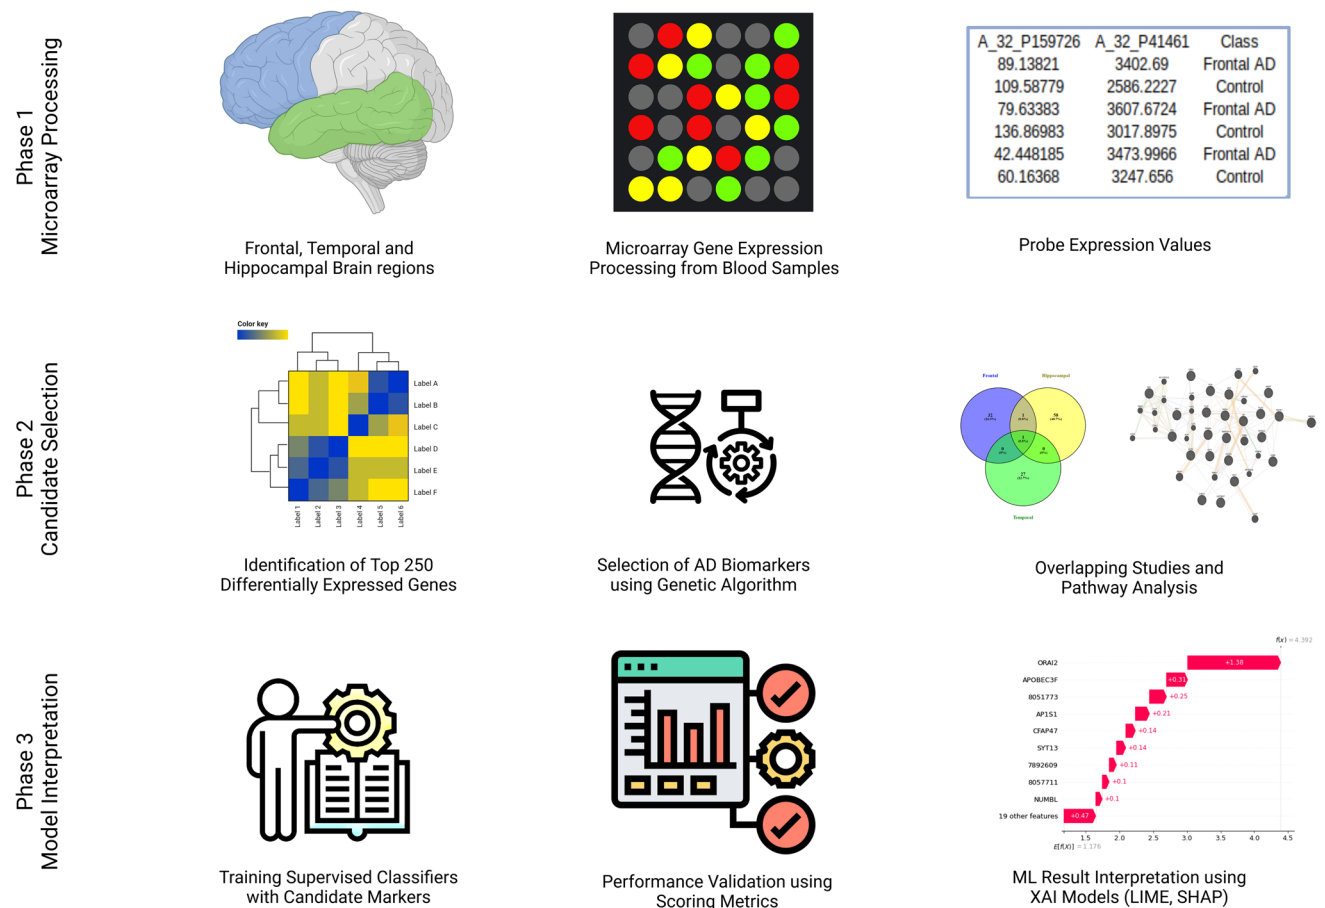 Phase 1
Microarray Processing
A_32_P159726 A_32_P41461 Class
89.13821 3402.69 Frontal AD
109.58779 2586.2227 Control
79.63383 3607.6724 Frontal AD
136.86983 3017.8975 Control
42.448185 3473.9966 Frontal AD
60.16368 3247.656 Control
Frontal, Temporal and
Hippocampal Brain regions
Microarray Gene Expression
Processing from Blood Samples
Probe Expression Values
Phase 2
Candidate Selection
Color key
Label A
Label B
Label C
Label D
Label E
Label F
Label 1
Label 2
Label 3
Label 4
Label 5
Label 6
Frontal
Hippocampal
Temporal
Identification of Top 250
Differentially Expressed Genes
Selection of AD Biomarkers
using Genetic Algorithm
Overlapping Studies and
Pathway Analysis
Phase 3
Model Interpretation
f(x) = 4.392
ORAI2 +1.38
APOBEC3F +0.31
8051773 +0.25
AP1S1 +0.21
CFAP47 +0.14
SYT13 +0.14
7892609 +0.11
8057711 +0.1
NUMBL +0.1
19 other features +0.47
1.5 2.0 2.5 3.0 3.5 4.0 4.5
E[f(X)] = 1.176
Training Supervised Classifiers
with Candidate Markers
Performance Validation using
Scoring Metrics
ML Result Interpretation using
XAI Models (LIME, SHAP)